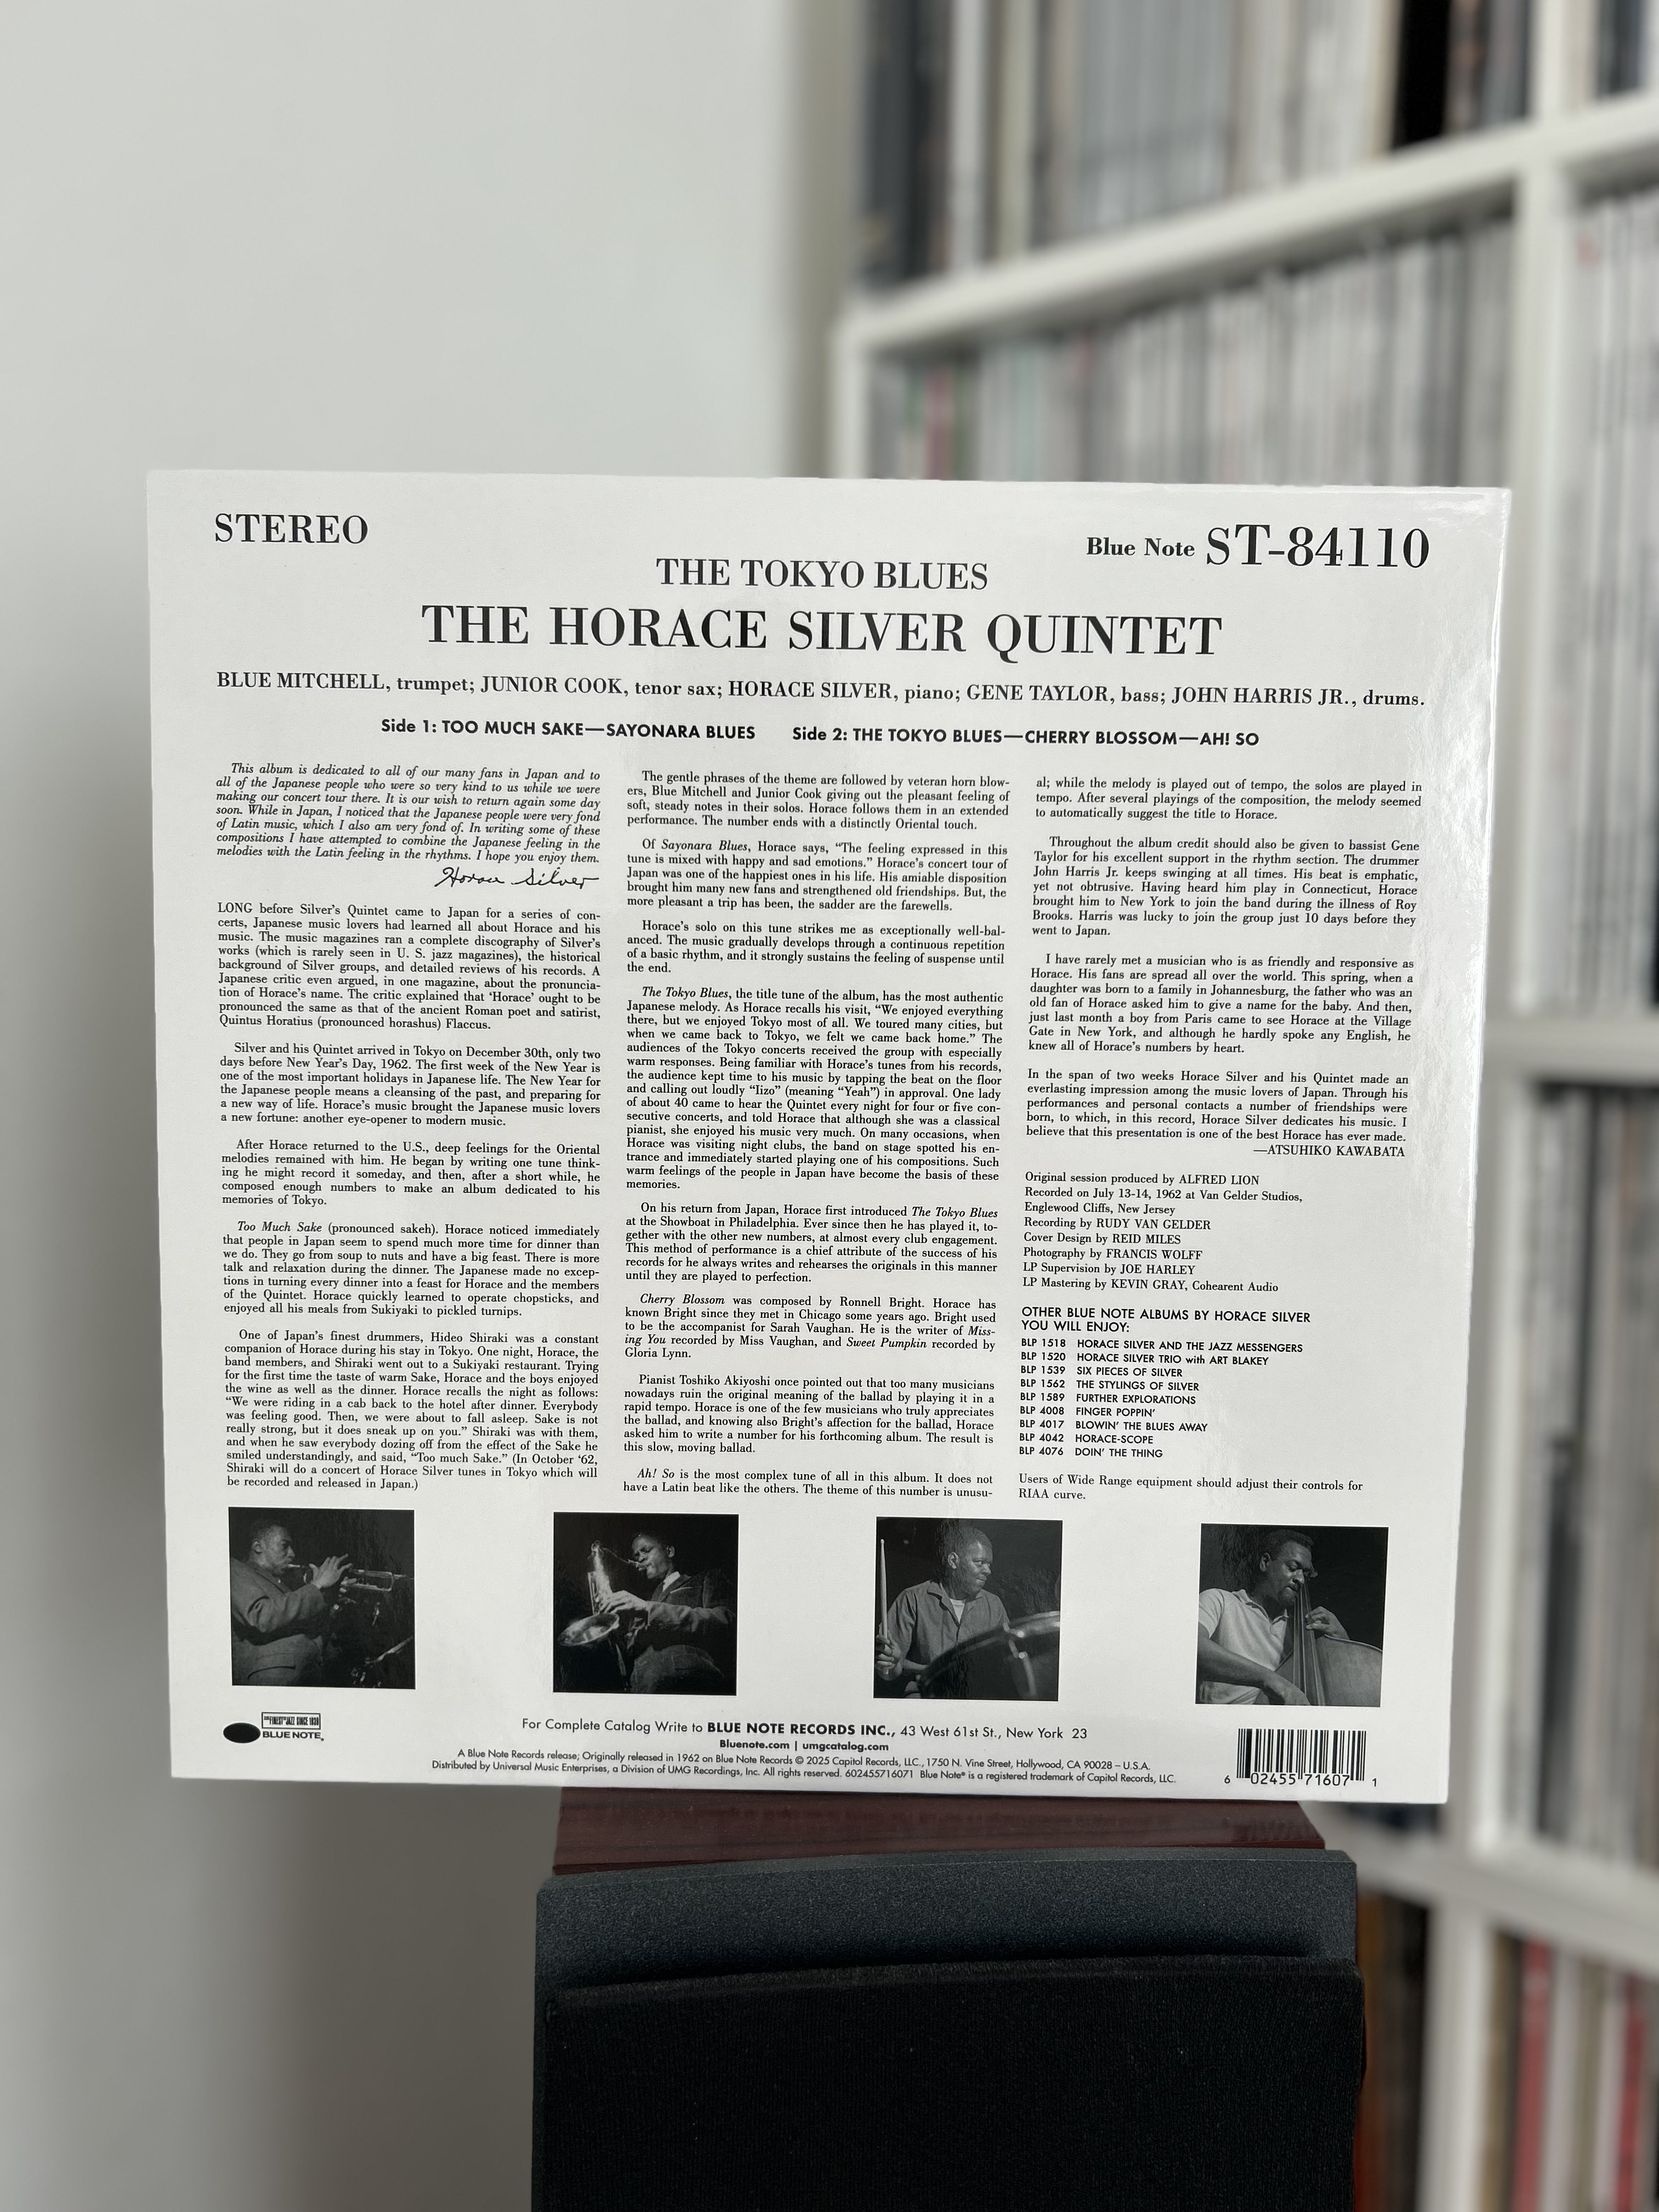 STEREO
Blue Note ST-84110
THE TOKYO BLUES
THE HORACE SILVER QUINTET
BLUE MITCHELL, trumpet; JUNIOR COOK, tenor sax; HORACE SILVER, piano; GENE TAYLOR, bass; JOHN HARRIS JR., drums.
Side 1: TOO MUCH SAKE—SAYONARA BLUES Side 2: THE TOKYO BLUES—CHERRY BLOSSOM—AH! SO
This album is dedicated to all of our many fans in Japan and to
all of the Japanese people who were so very kind to us while we were
making our concert tour there. It is our wish to return again some day
soon. While in Japan, I noticed that the Japanese people were very fond
of Latin music, which I also am very fond of. In writing some of these
compositions I have attempted to combine the Japanese feeling in the
melodies with the Latin feeling in the rhythms. I hope you enjoy them.
Horace Silver
LONG before Silver's Quintet came to Japan for a series of con-
certs, Japanese music lovers had learned all about Horace and his
music. The music magazines ran a complete discography of Silver's
works (which is rarely seen in U. S. jazz magazines), the historical
background of Silver groups, and detailed reviews of his records. A
Japanese critic even argued, in one magazine, about the pronuncia-
tion of Horace's name. The critic explained that 'Horace' ought to be
pronounced the same as that of the ancient Roman poet and satirist,
Quintus Horatius (pronounced horashus) Flaccus.
Silver and his Quintet arrived in Tokyo on December 30th, only two
days before New Year's Day, 1962. The first week of the New Year is
one of the most important holidays in Japanese life. The New Year for
the Japanese people means a cleansing of the past, and preparing for
a new way of life. Horace's music brought the Japanese music lovers
a new fortune: another eye-opener to modern music.
After Horace returned to the U.S., deep feelings for the Oriental
melodies remained with him. He began by writing one tune think-
ing he might record it someday, and then, after a short while, he
composed enough numbers to make an album dedicated to his
memories of Tokyo.
Too Much Sake (pronounced sakeh). Horace noticed immediately
that people in Japan seem to spend much more time for dinner than
we do. They go from soup to nuts and have a big feast. There is more
talk and relaxation during the dinner. The Japanese made no excep-
tions in turning every dinner into a feast for Horace and the members
of the Quintet. Horace quickly learned to operate chopsticks, and
enjoyed all his meals from Sukiyaki to pickled turnips.
One of Japan's finest drummers, Hideo Shiraki was a constant
companion of Horace during his stay in Tokyo. One night, Horace, the
band members, and Shiraki went out to a Sukiyaki restaurant. Trying
for the first time the taste of warm Sake, Horace and the boys enjoyed
the wine as well as the dinner. Horace recalls the night as follows:
"We were riding in a cab back to the hotel after dinner. Everybody
was feeling good. Then, we were about to fall asleep. Sake is not
really strong, but it does sneak up on you." Shiraki was with them,
and when he saw everybody dozing off from the effect of the Sake he
smiled understandingly, and said, "Too much Sake." (In October '62,
Shiraki will do a concert of Horace Silver tunes in Tokyo which will
be recorded and released in Japan.)
The gentle phrases of the theme are followed by veteran horn blow-
ers, Blue Mitchell and Junior Cook giving out the pleasant feeling of
soft, steady notes in their solos. Horace follows them in an extended
performance. The number ends with a distinctly Oriental touch.
Of Sayonara Blues, Horace says, "The feeling expressed in this
tune is mixed with happy and sad emotions." Horace's concert tour of
Japan was one of the happiest ones in his life. His amiable disposition
brought him many new fans and strengthened old friendships. But, the
more pleasant a trip has been, the sadder are the farewells.
Horace's solo on this tune strikes me as exceptionally well-bal-
anced. The music gradually develops through a continuous repetition
of a basic rhythm, and it strongly sustains the feeling of suspense until
the end.
The Tokyo Blues, the title tune of the album, has the most authentic
Japanese melody. As Horace recalls his visit, "We enjoyed everything
there, but we enjoyed Tokyo most of all. We toured many cities, but
when we came back to Tokyo, we felt we came back home." The
audiences of the Tokyo concerts received the group with especially
warm responses. Being familiar with Horace's tunes from his records,
the audience kept time to his music by tapping the beat on the floor
and calling out loudly "Iizo" (meaning "Yeah") in approval. One lady
of about 40 came to hear the Quintet every night for four or five con-
secutive concerts, and told Horace that although she was a classical
pianist, she enjoyed his music very much. On many occasions, when
Horace was visiting night clubs, the band on stage spotted his en-
trance and immediately started playing one of his compositions. Such
warm feelings of the people in Japan have become the basis of these
memories.
On his return from Japan, Horace first introduced The Tokyo Blues
at the Showboat in Philadelphia. Ever since then he has played it, to-
gether with the other new numbers, at almost every club engagement.
This method of performance is a chief attribute of the success of his
records for he always writes and rehearses the originals in this manner
until they are played to perfection.
Cherry Blossom was composed by Ronnell Bright. Horace has
known Bright since they met in Chicago some years ago. Bright used
to be the accompanist for Sarah Vaughan. He is the writer of Miss-
ing You recorded by Miss Vaughan, and Sweet Pumpkin recorded by
Gloria Lynn.
Pianist Toshiko Akiyoshi once pointed out that too many musicians
nowadays ruin the original meaning of the ballad by playing it in a
rapid tempo. Horace is one of the few musicians who truly appreciates
the ballad, and knowing also Bright's affection for the ballad, Horace
asked him to write a number for his forthcoming album. The result is
this slow, moving ballad.
Ah! So is the most complex tune of all in this album. It does not
have a Latin beat like the others. The theme of this number is unusu-
al; while the melody is played out of tempo, the solos are played in
tempo. After several playings of the composition, the melody seemed
to automatically suggest the title to Horace.
Throughout the album credit should also be given to bassist Gene
Taylor for his excellent support in the rhythm section. The drummer
John Harris Jr. keeps swinging at all times. His beat is emphatic,
yet not obtrusive. Having heard him play in Connecticut, Horace
brought him to New York to join the band during the illness of Roy
Brooks. Harris was lucky to join the group just 10 days before they
went to Japan.
I have rarely met a musician who is as friendly and responsive as
Horace. His fans are spread all over the world. This spring, when a
daughter was born to a family in Johannesburg, the father who was an
old fan of Horace asked him to give a name for the baby. And then,
just last month a boy from Paris came to see Horace at the Village
Gate in New York, and although he hardly spoke any English, he
knew all of Horace's numbers by heart.
In the span of two weeks Horace Silver and his Quintet made an
everlasting impression among the music lovers of Japan. Through his
performances and personal contacts a number of friendships were
born, to which, in this record, Horace Silver dedicates his music. I
believe that this presentation is one of the best Horace has ever made.
—ATSUHIKO KAWABATA
Original session produced by ALFRED LION
Recorded on July 13-14, 1962 at Van Gelder Studios,
Englewood Cliffs, New Jersey
Recording by RUDY VAN GELDER
Cover Design by REID MILES
Photography by FRANCIS WOLFF
LP Supervision by JOE HARLEY
LP Mastering by KEVIN GRAY, Cohearent Audio
OTHER BLUE NOTE ALBUMS BY HORACE SILVER
YOU WILL ENJOY:
BLP 1518 HORACE SILVER AND THE JAZZ MESSENGERS
BLP 1520 HORACE SILVER TRIO with ART BLAKEY
BLP 1539 SIX PIECES OF SILVER
BLP 1562 THE STYLINGS OF SILVER
BLP 1589 FURTHER EXPLORATIONS
BLP 4008 FINGER POPPIN'
BLP 4017 BLOWIN' THE BLUES AWAY
BLP 4042 HORACE-SCOPE
BLP 4076 DOIN' THE THING
Users of Wide Range equipment should adjust their controls for
RIAA curve.
THE FINEST IN JAZZ SINCE 1939
BLUE NOTE
For Complete Catalog Write to BLUE NOTE RECORDS INC., 43 West 61st St., New York 23
Bluenote.com | umgcatalog.com
A Blue Note Records release; Originally released in 1962 on Blue Note Records © 2025 Capitol Records, LLC., 1750 N. Vine Street, Hollywood, CA 90028 – U.S.A.
Distributed by Universal Music Enterprises, a Division of UMG Recordings, Inc. All rights reserved. 602455716071 Blue Note® is a registered trademark of Capitol Records, LLC.
6 02455 71607 1